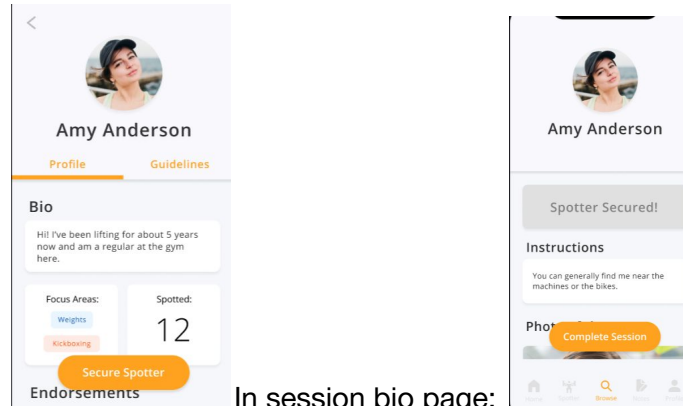 Amy Anderson
Profile Guidelines
Bio
Hi! I've been lifting for about 5 years
now and am a regular at the gym
here.
Focus Areas:
Weights
Kickboxing
Spotted:
12
Secure Spotter
Endorsements
In session bio page:
Amy Anderson
Spotter Secured!
Instructions
You can generally find me near the
machines or the bikes.
Complete Session
Home
Browse